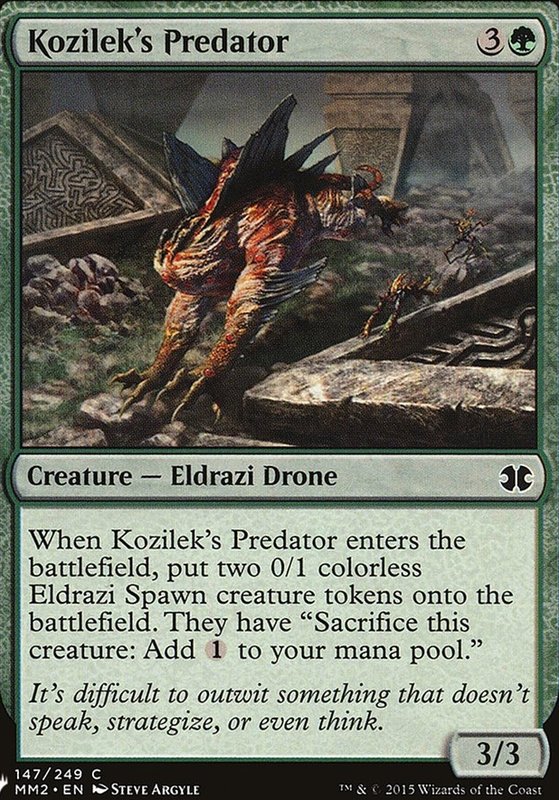 Kozilek's Predator 3
Creature — Eldrazi Drone
When Kozilek's Predator enters the
battlefield, put two 0/1 colorless
Eldrazi Spawn creature tokens onto the
battlefield. They have “Sacrifice this
creature: Add 1 to your mana pool.”
It's difficult to outwit something that doesn't
speak, strategize, or even think.
3/3
147/249 C
MM2 • EN STEVE ARGYLE
™ & © 2015 Wizards of the Coast